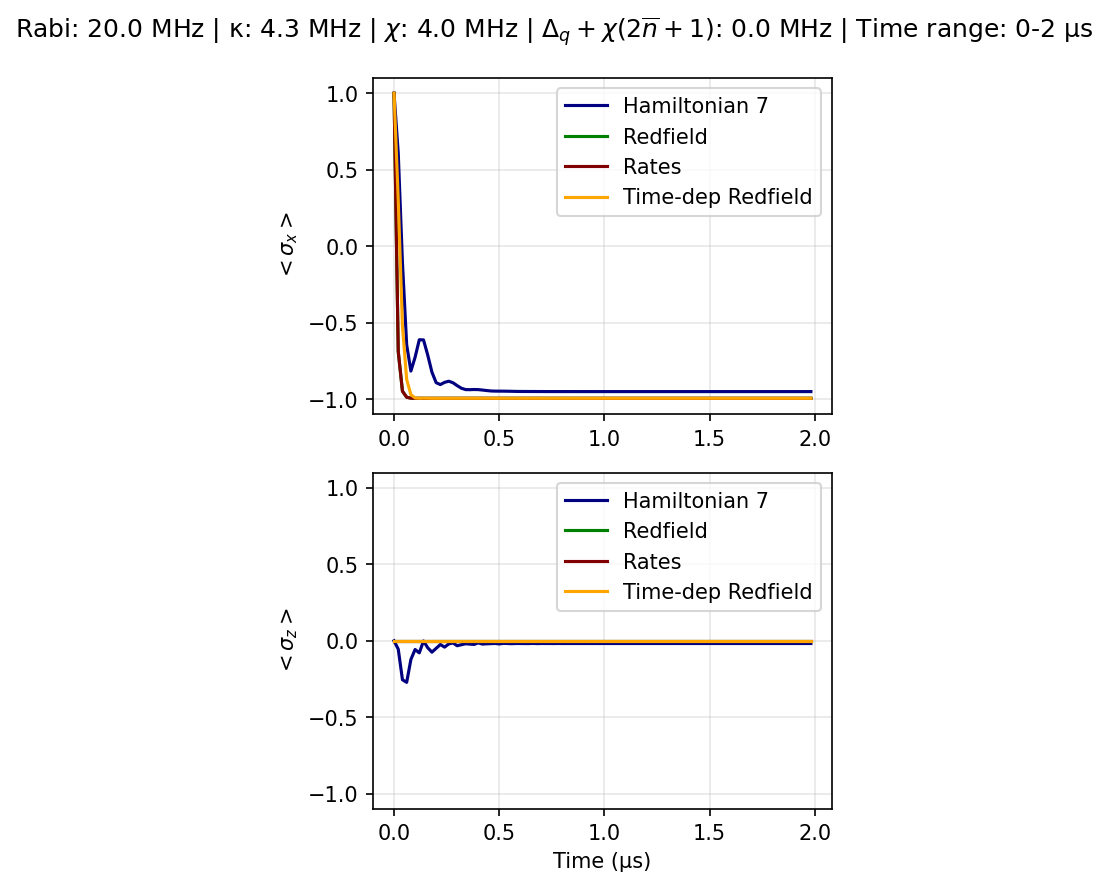 Rabi: 20.0 MHz | κ: 4.3 MHz | χ: 4.0 MHz | Δq + χ(2n̅ + 1): 0.0 MHz | Time range: 0-2 µs
1.0
0.5
0.0
−0.5
−1.0
<σx>
Hamiltonian 7
Redfield
Rates
Time-dep Redfield
0.0 0.5 1.0 1.5 2.0
1.0
0.5
0.0
−0.5
−1.0
<σz>
Hamiltonian 7
Redfield
Rates
Time-dep Redfield
0.0 0.5 1.0 1.5 2.0
Time (µs)